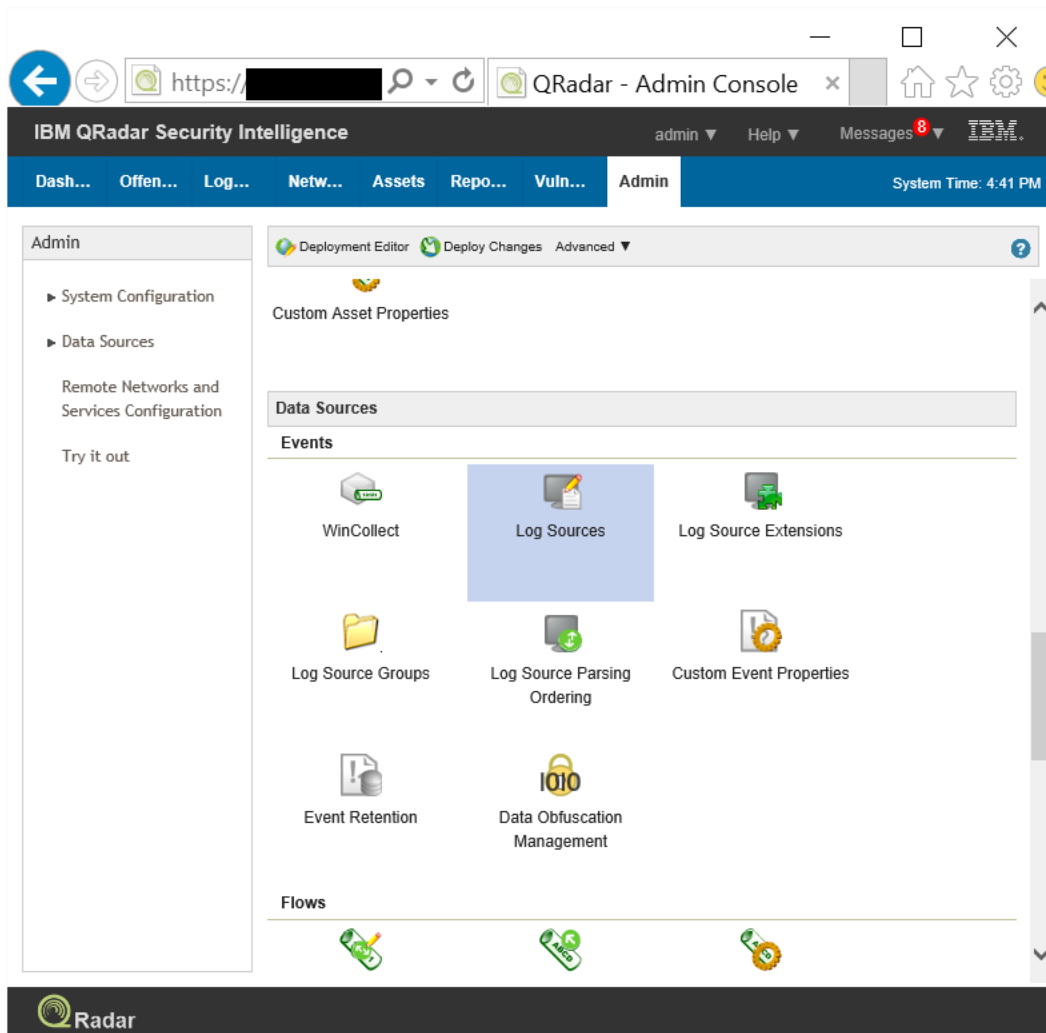 https://
QRadar - Admin Console
IBM QRadar Security Intelligence
admin ▼ Help ▼ Messages 8 ▼ IBM.
Dash... Offen... Log... Netw... Assets Repo... Vuln... Admin System Time: 4:41 PM
Admin
System Configuration
Data Sources
Remote Networks and
Services Configuration
Try it out
Deployment Editor Deploy Changes Advanced ▼
Custom Asset Properties
Data Sources
Events
WinCollect Log Sources Log Source Extensions
Log Source Groups Log Source Parsing Custom Event Properties
Ordering
Event Retention Data Obfuscation
Management
Flows
QRadar